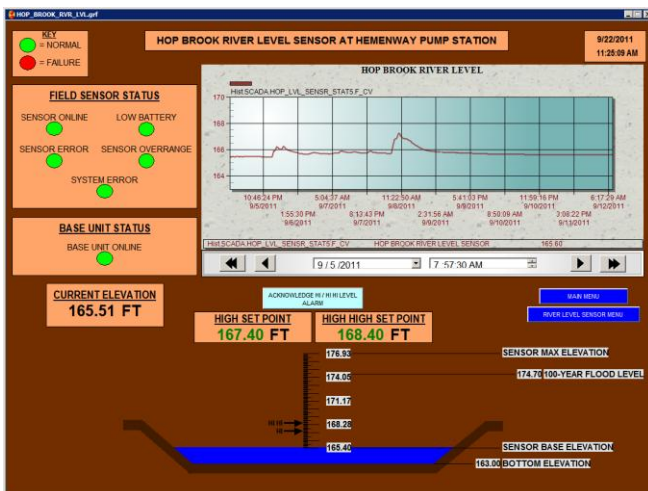 HOP_BROOK_RVR_LVL.grf
KEY
= NORMAL
= FAILURE
HOP BROOK RIVER LEVEL SENSOR AT HEMENWAY PUMP STATION
9/22/2011
11:25:09 AM
FIELD SENSOR STATUS
SENSOR ONLINE
LOW BATTERY
SENSOR ERROR
SENSOR OVERRANGE
SYSTEM ERROR
BASE UNIT STATUS
BASE UNIT ONLINE
HOP BROOK RIVER LEVEL
Hist.SCADA.HOP_LVL_SENSR_STAT5.F_CV
170
168
166
164
10:46:24 PM 5:04:37 AM 11:22:50 AM 5:41:03 PM 11:59:16 PM 6:17:29 AM
9/5/2011 9/7/2011 9/8/2011 9/9/2011 9/10/2011 9/12/2011
1:55:30 PM 8:13:43 PM 2:31:56 AM 8:50:09 AM 3:08:22 PM
9/6/2011 9/7/2011 9/9/2011 9/10/2011 9/11/2011
Hist.SCADA.HOP_LVL_SENSR_STAT5.F_CV HOP BROOK RIVER LEVEL SENSOR 165.60
9 / 5 /2011
7 :57:30 AM
CURRENT ELEVATION
165.51 FT
ACKNOWLEDGE HI / HI HI LEVEL
ALARM
MAIN MENU
RIVER LEVEL SENSOR MENU
HIGH SET POINT
167.40 FT
HIGH HIGH SET POINT
168.40 FT
176.93
SENSOR MAX ELEVATION
174.05
174.70 100-YEAR FLOOD LEVEL
171.17
HI HI
168.28
HI
165.40
SENSOR BASE ELEVATION
163.00 BOTTOM ELEVATION